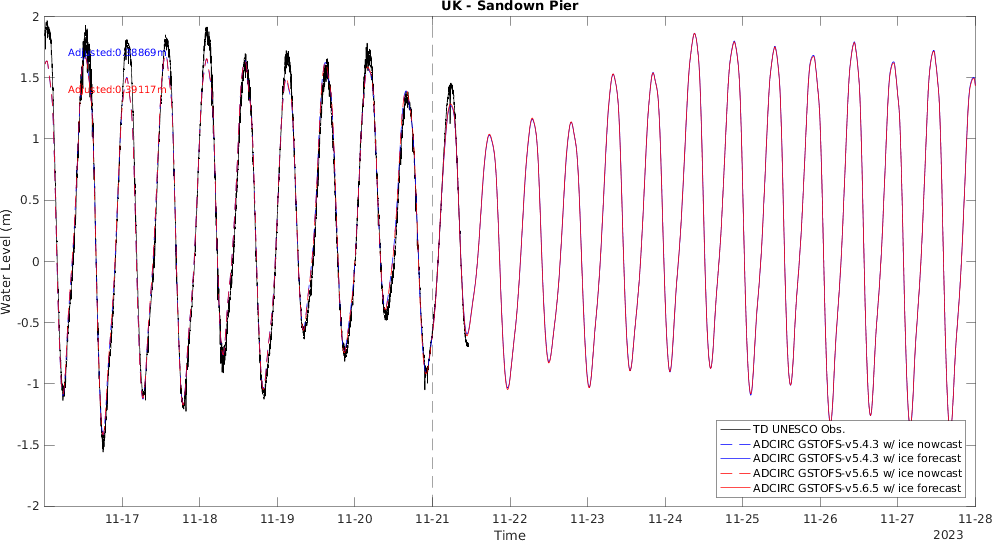 UK - Sandown Pier
2
1.5
1
0.5
0
-0.5
-1
-1.5
-2
Water Level (m)
Adjusted:0.38869m
Adjusted:0.39117m
TD UNESCO Obs.
ADCIRC GSTOFS-v5.4.3 w/ ice nowcast
ADCIRC GSTOFS-v5.4.3 w/ ice forecast
ADCIRC GSTOFS-v5.6.5 w/ ice nowcast
ADCIRC GSTOFS-v5.6.5 w/ ice forecast
11-17 11-18 11-19 11-20 11-21 11-22 11-23 11-24 11-25 11-26 11-27 11-28
Time
2023